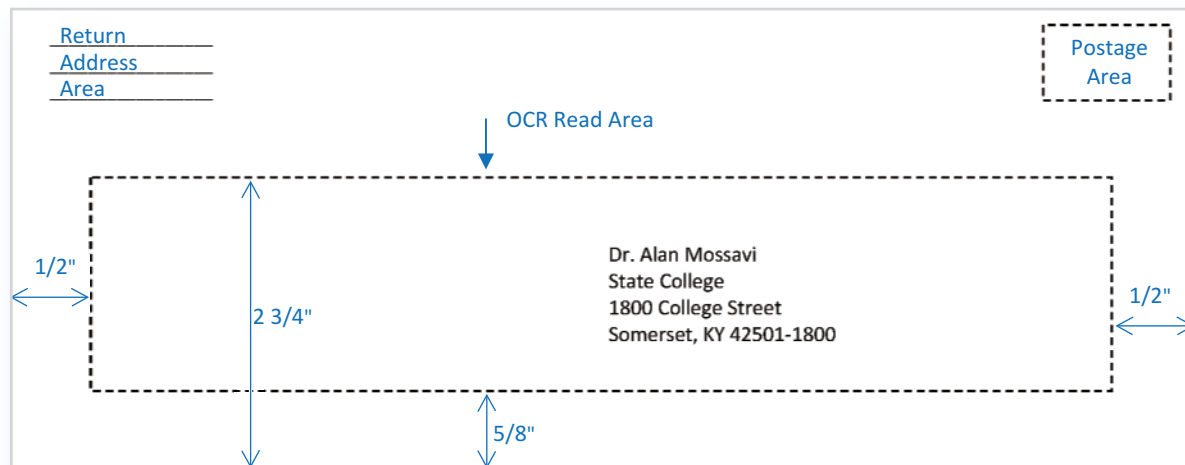 Return
Address
Area
Postage
Area
OCR Read Area
Dr. Alan Mossavi
State College
1800 College Street
Somerset, KY 42501-1800
1/2"
2 3/4"
1/2"
5/8"